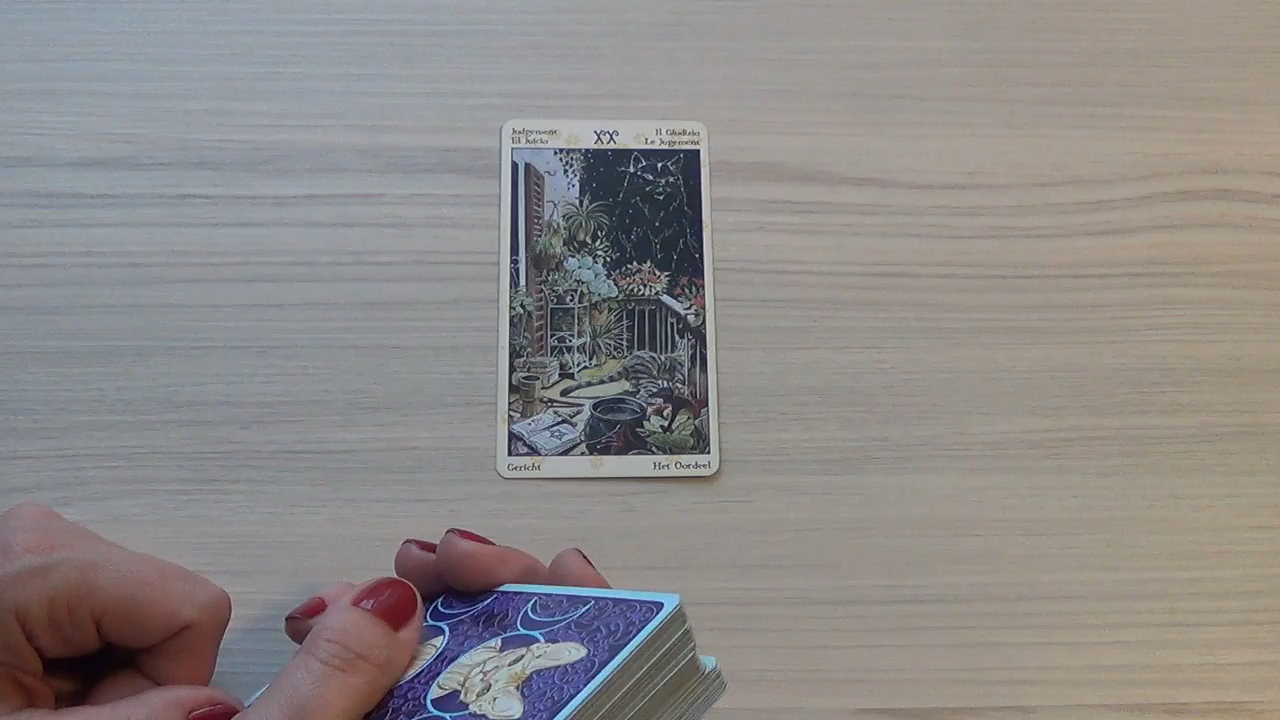 Judgement
El Juicio
XX
Il Giudizio
Le Jugement
Gericht
Het Oordeel